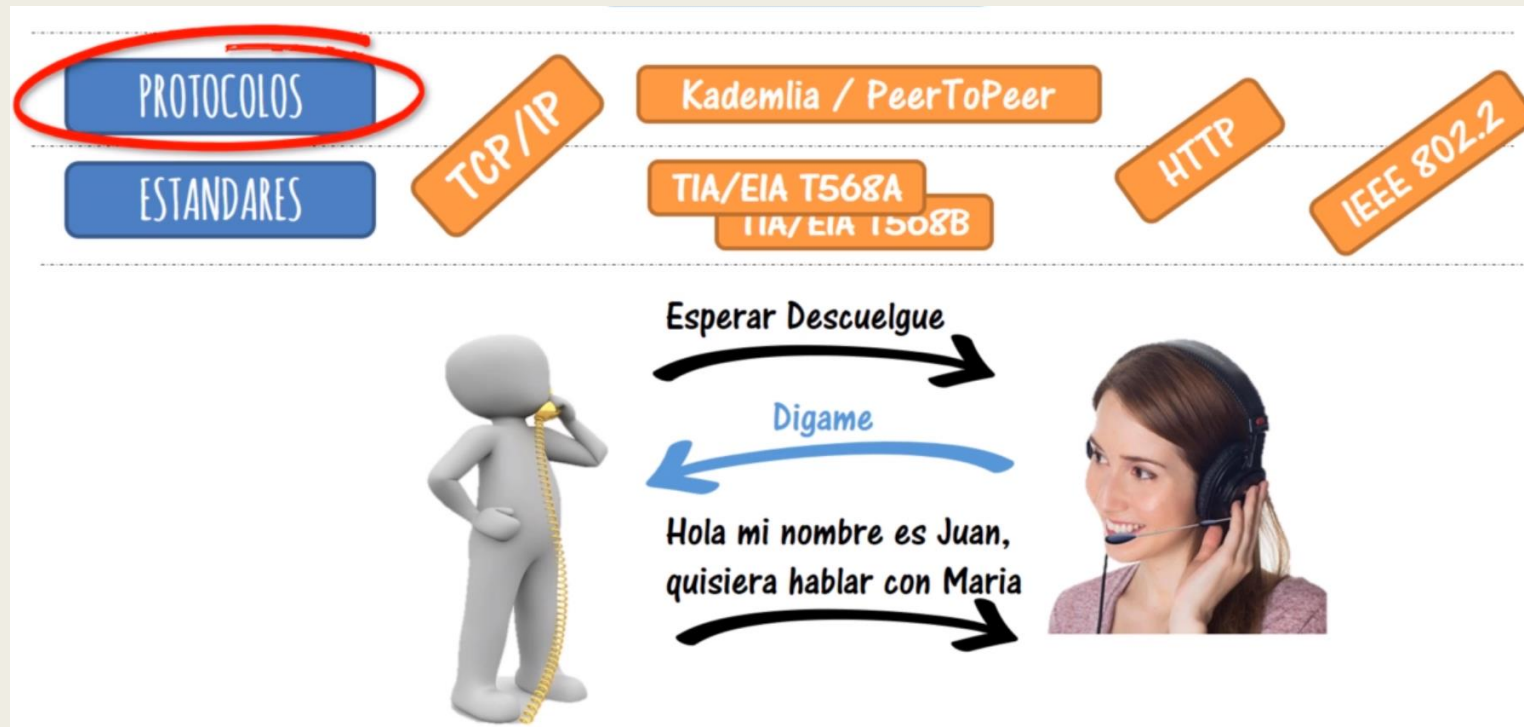 PROTOCOLOS
TCP/IP
Kademlia / PeerToPeer
HTTP
IEEE 802.2
ESTANDARES
TIA/EIA T568A
TIA/EIA T568B
Esperar Descuelgue
Digame
Hola mi nombre es Juan,
quisiera hablar con Maria